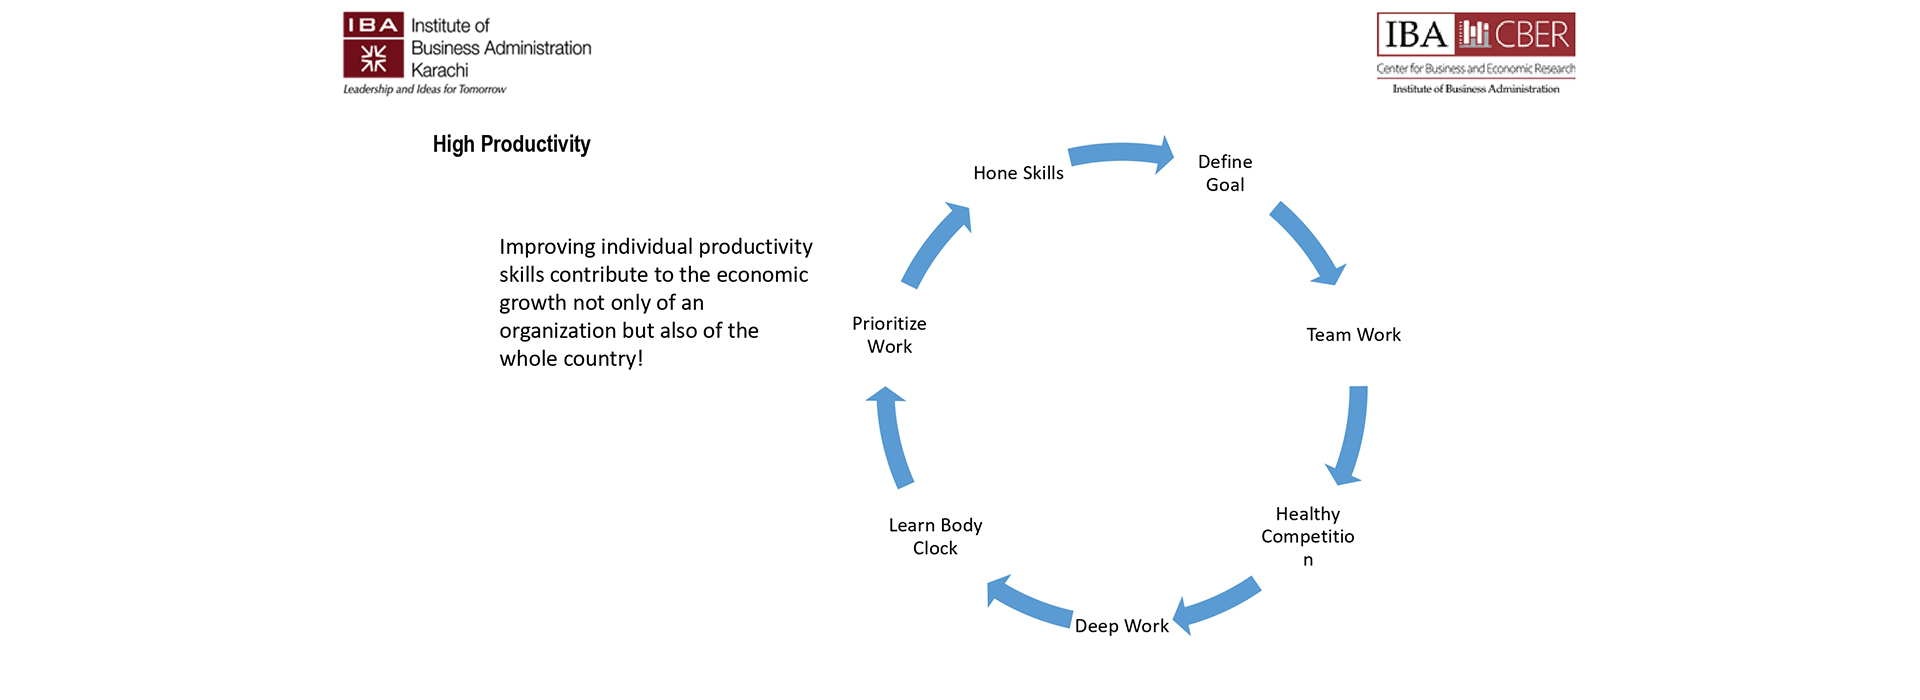 IBA
Institute of
Business Administration
Karachi
Leadership and Ideas for Tomorrow
IBA CBER
Center for Business and Economic Research
Institute of Business Administration
High Productivity
Improving individual productivity
skills contribute to the economic
growth not only of an
organization but also of the
whole country!
Hone Skills
Define
Goal
Team Work
Healthy
Competitio
n
Deep Work
Learn Body
Clock
Prioritize
Work